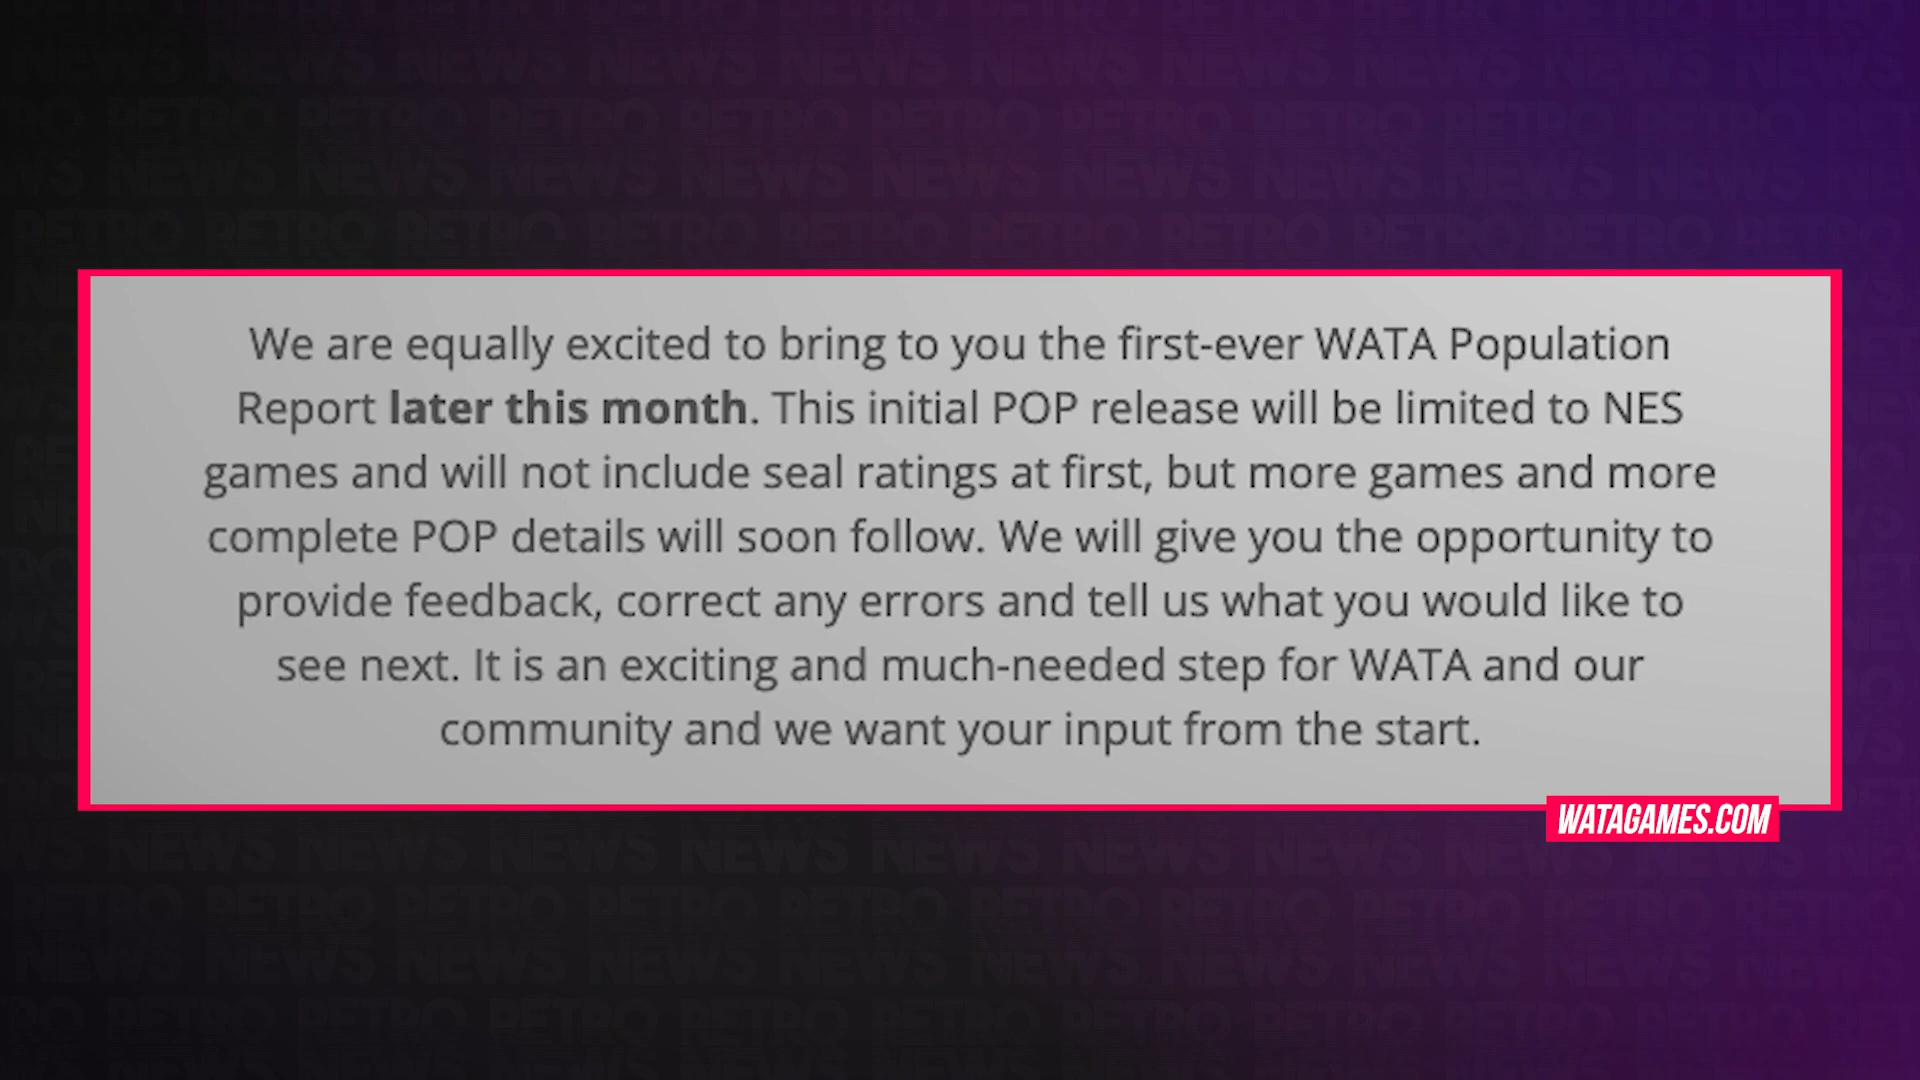 We are equally excited to bring to you the first-ever WATA Population
Report later this month. This initial POP release will be limited to NES
games and will not include seal ratings at first, but more games and more
complete POP details will soon follow. We will give you the opportunity to
provide feedback, correct any errors and tell us what you would like to
see next. It is an exciting and much-needed step for WATA and our
community and we want your input from the start.
WATAGAMES.COM